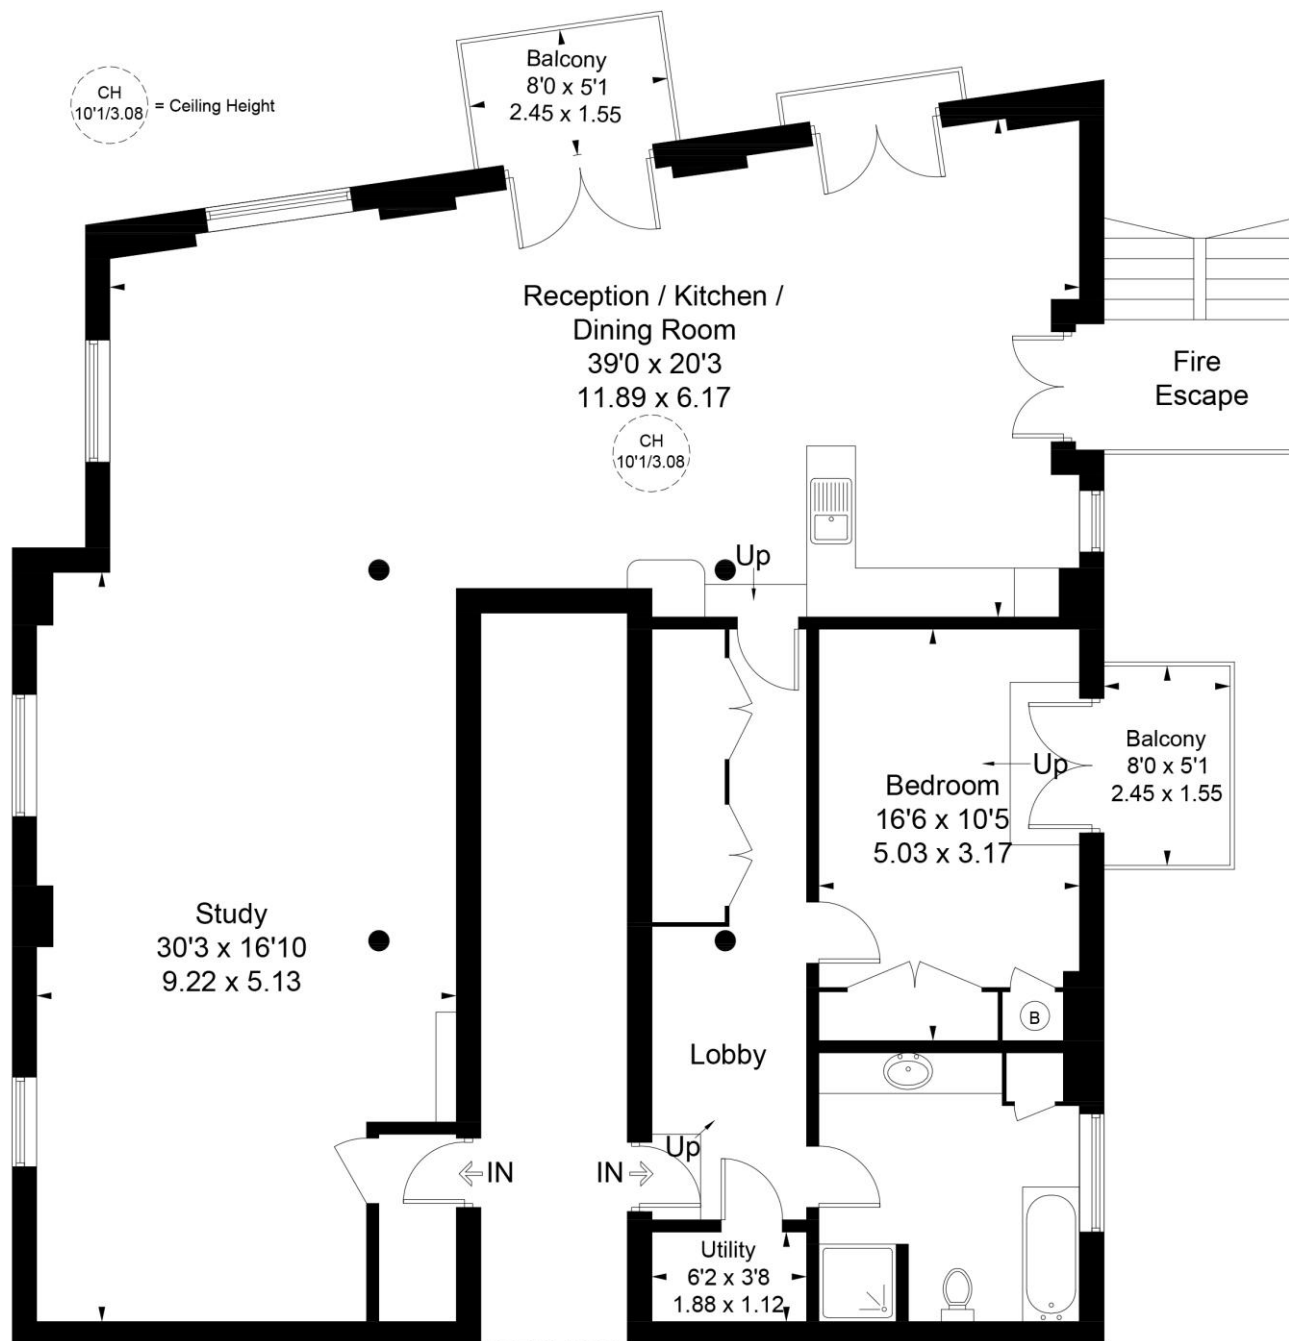 CH
10'1/3.08
= Ceiling Height
Balcony
8'0 x 5'1
2.45 x 1.55
Reception / Kitchen /
Dining Room
39'0 x 20'3
11.89 x 6.17
CH
10'1/3.08
Fire
Escape
Up
Balcony
8'0 x 5'1
2.45 x 1.55
Up
Bedroom
16'6 x 10'5
5.03 x 3.17
Study
30'3 x 16'10
9.22 x 5.13
B
Lobby
Up
IN
IN
Utility
6'2 x 3'8
1.88 x 1.12